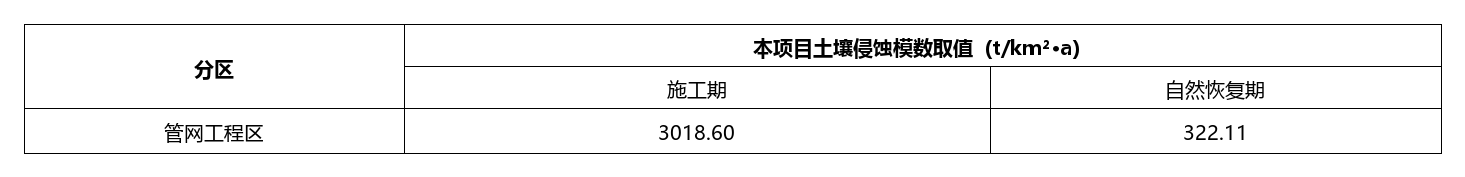 分区
本项目土壤侵蚀模数取值 (t/km²•a)
施工期
自然恢复期
管网工程区
3018.60
322.11